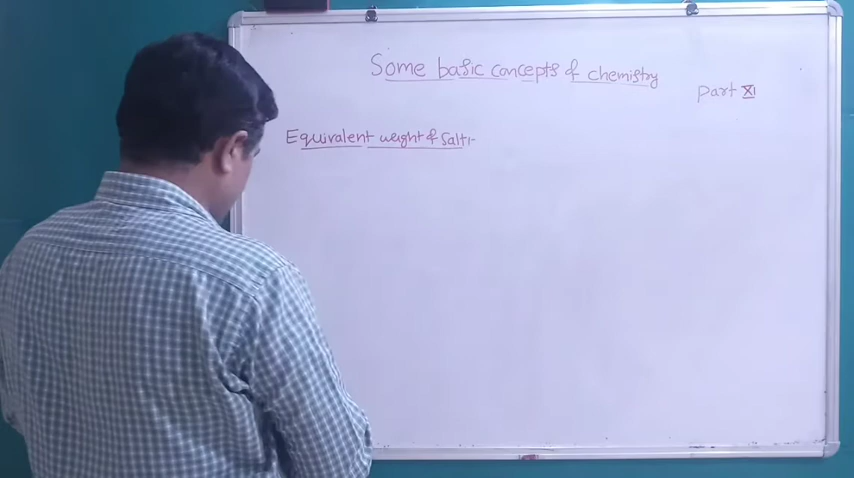 Some basic concepts of chemistry
Part XI
Equivalent weight of Salt:-